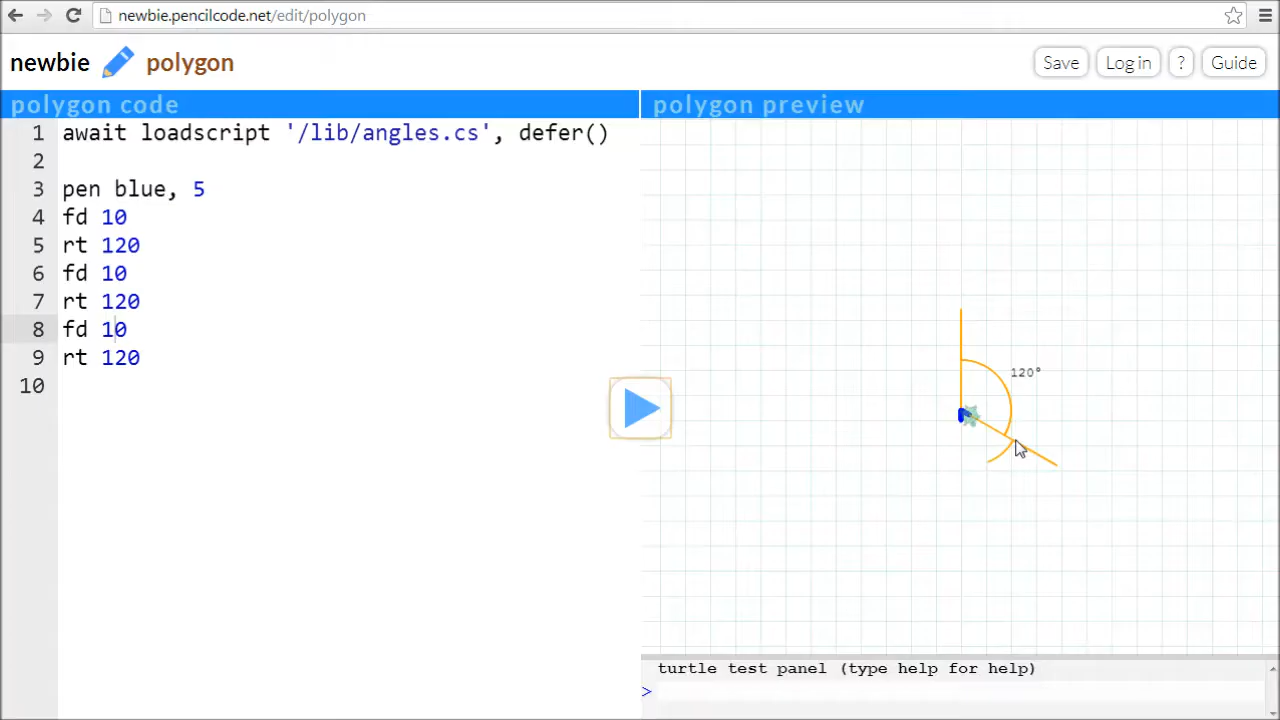 newbie.pencilcode.net/edit/polygon
newbie polygon Save Log in ? Guide
polygon code
1 await loadscript '/lib/angles.cs', defer()
2
3 pen blue, 5
4 fd 10
5 rt 120
6 fd 10
7 rt 120
8 fd 10
9 rt 120
10
polygon preview
120°
turtle test panel (type help for help)
>